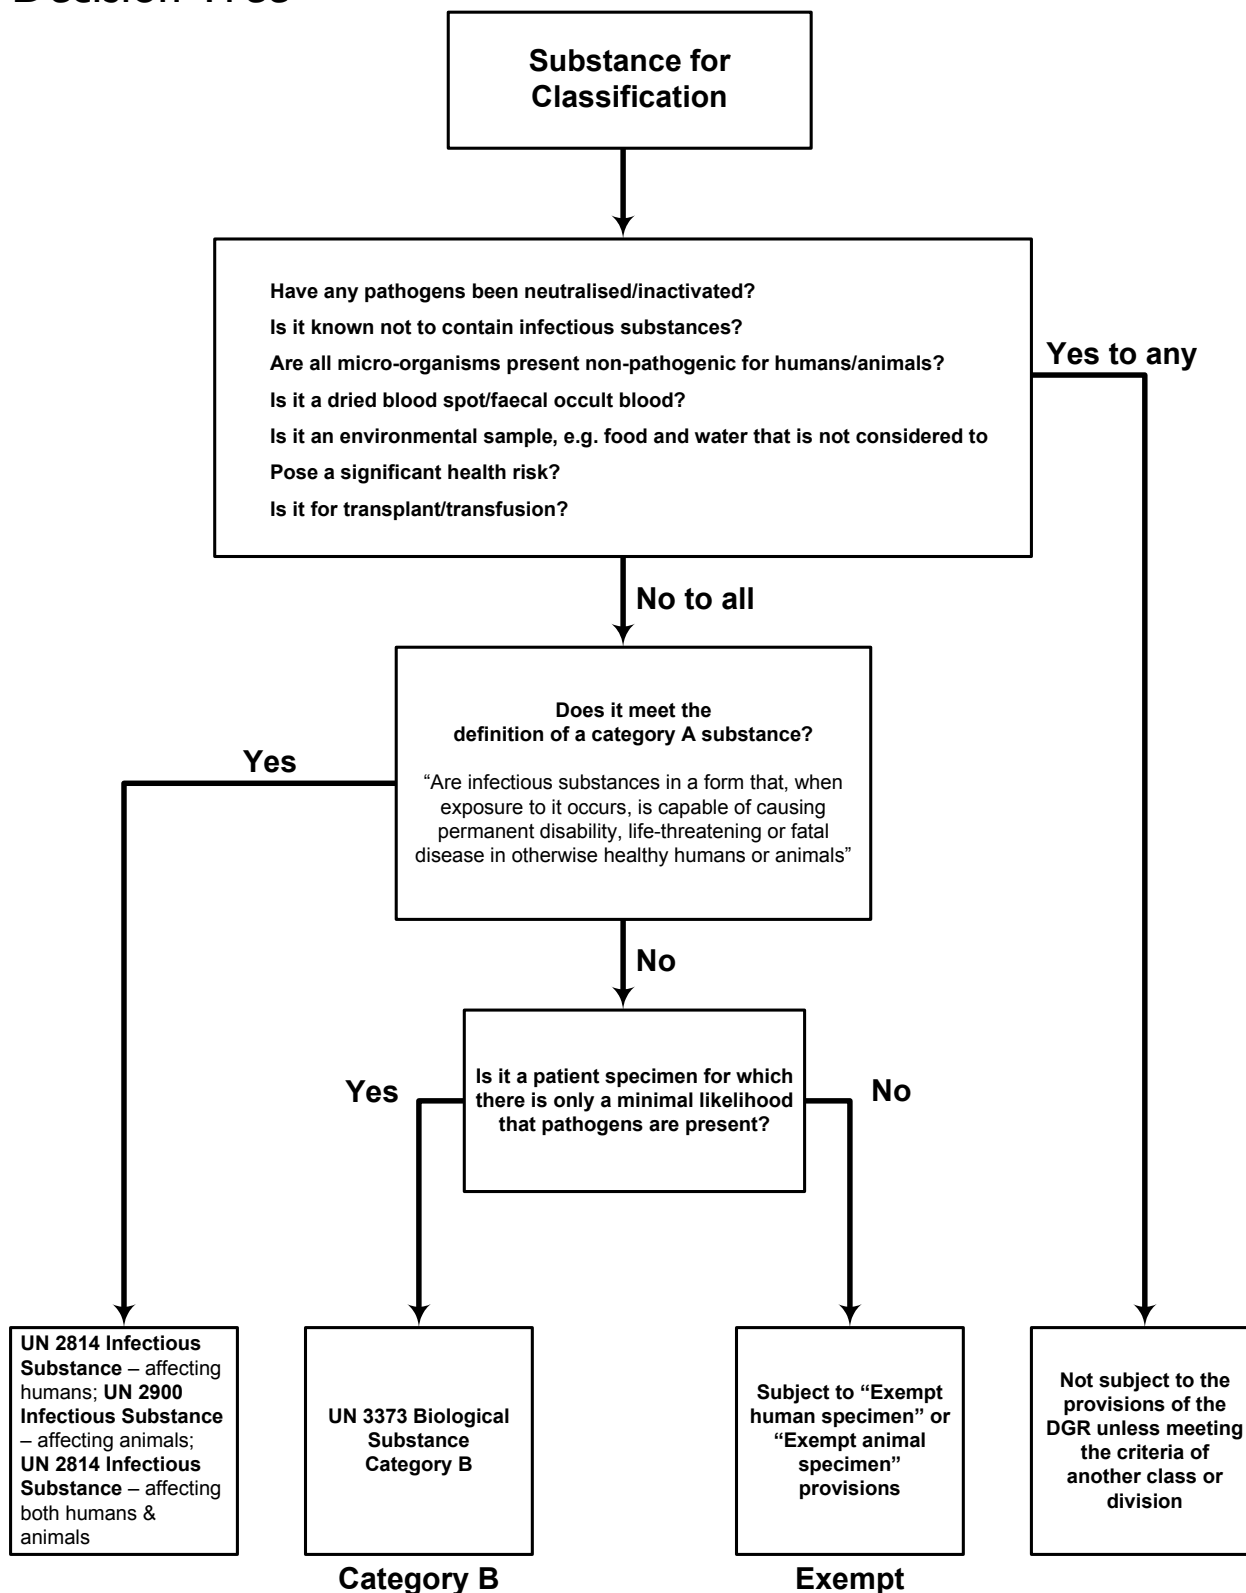 Decision Tree
Substance for
Classification
Have any pathogens been neutralised/inactivated?
Is it known not to contain infectious substances?
Are all micro-organisms present non-pathogenic for humans/animals?
Is it a dried blood spot/faecal occult blood?
Is it an environmental sample, e.g. food and water that is not considered to
Pose a significant health risk?
Is it for transplant/transfusion?
Yes to any
No to all
Does it meet the
definition of a category A substance?
“Are infectious substances in a form that, when
exposure to it occurs, is capable of causing
permanent disability, life-threatening or fatal
disease in otherwise healthy humans or animals”
Yes
No
Is it a patient specimen for which
there is only a minimal likelihood
that pathogens are present?
Yes
No
UN 2814 Infectious
Substance – affecting
humans; UN 2900
Infectious Substance
– affecting animals;
UN 2814 Infectious
Substance – affecting
both humans &
animals
UN 3373 Biological
Substance
Category B
Subject to “Exempt
human specimen” or
“Exempt animal
specimen”
provisions
Not subject to the
provisions of the
DGR unless meeting
the criteria of
another class or
division
Category B
Exempt